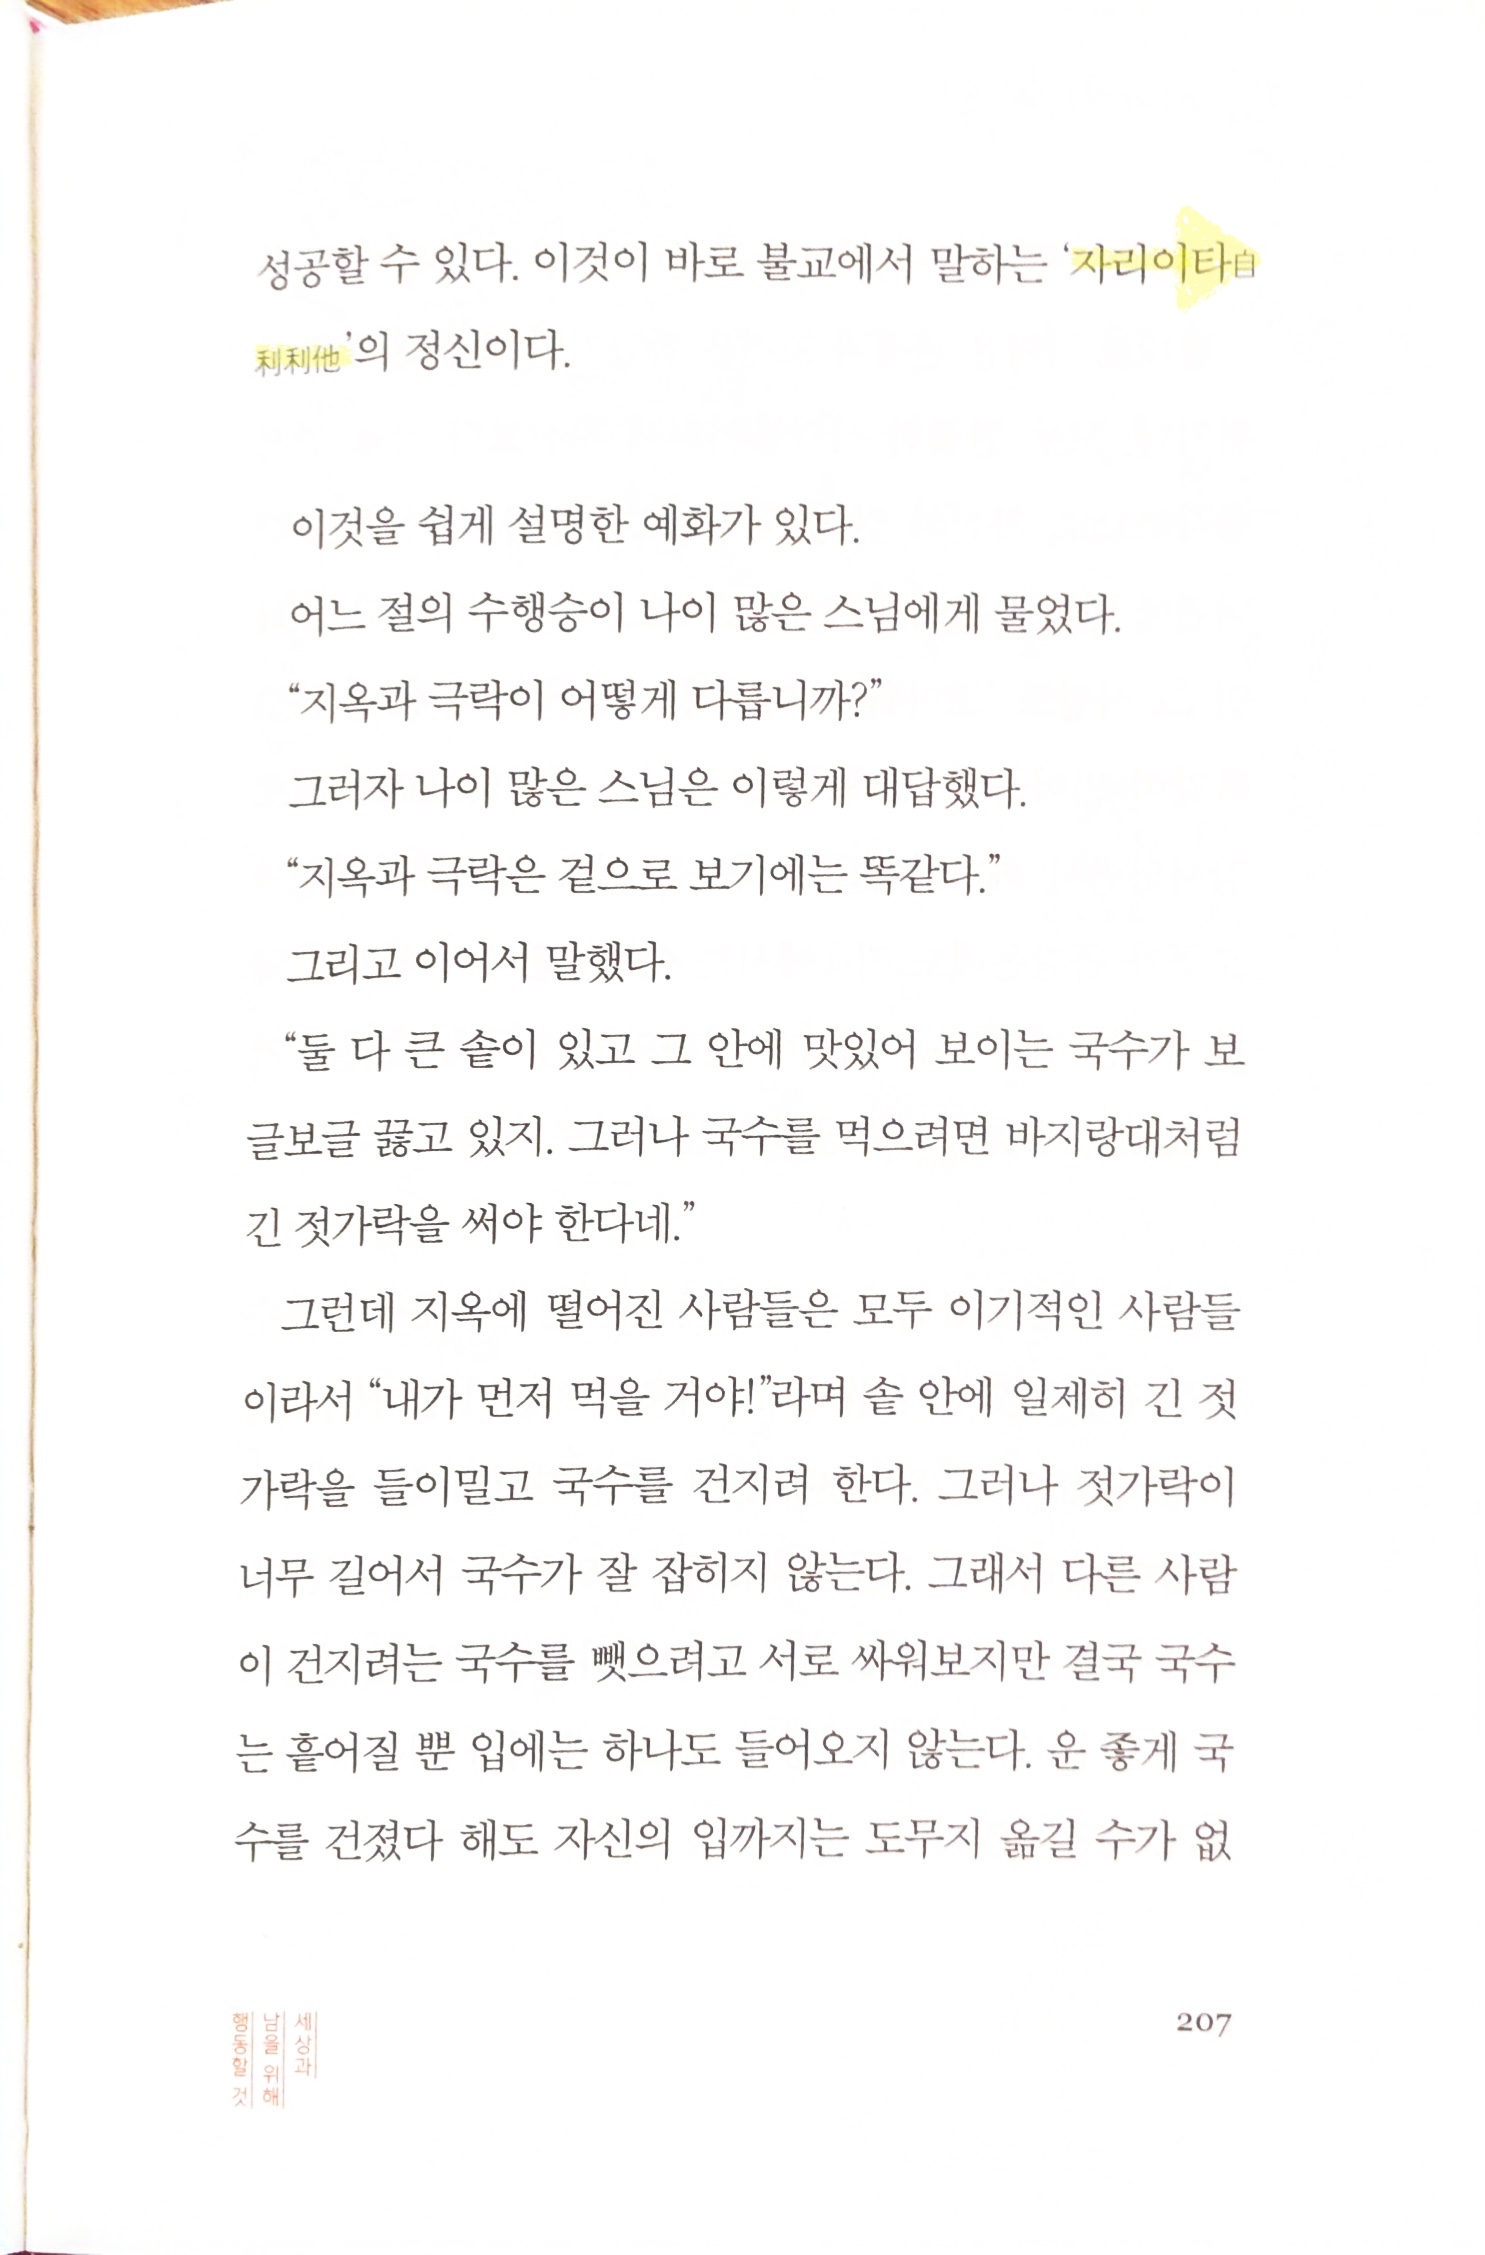 성공할 수 있다. 이것이 바로 불교에서 말하는 ‘자리이타自
利利他’의 정신이다.
이것을 쉽게 설명한 예화가 있다.
어느 절의 수행승이 나이 많은 스님에게 물었다.
“지옥과 극락이 어떻게 다릅니까?”
그러자 나이 많은 스님은 이렇게 대답했다.
“지옥과 극락은 겉으로 보기에는 똑같다.”
그리고 이어서 말했다.
“둘 다 큰 솥이 있고 그 안에 맛있어 보이는 국수가 보
글보글 끓고 있지. 그러나 국수를 먹으려면 바지랑대처럼
긴 젓가락을 써야 한다네.”
그런데 지옥에 떨어진 사람들은 모두 이기적인 사람들
이라서 “내가 먼저 먹을 거야!”라며 솥 안에 일제히 긴 젓
가락을 들이밀고 국수를 건지려 한다. 그러나 젓가락이
너무 길어서 국수가 잘 잡히지 않는다. 그래서 다른 사람
이 건지려는 국수를 뺏으려고 서로 싸워보지만 결국 국수
는 흩어질 뿐 입에는 하나도 들어오지 않는다. 운 좋게 국
수를 건졌다 해도 자신의 입까지는 도무지 옮길 수가 없
세상과
남을 위해
행동할 것
207